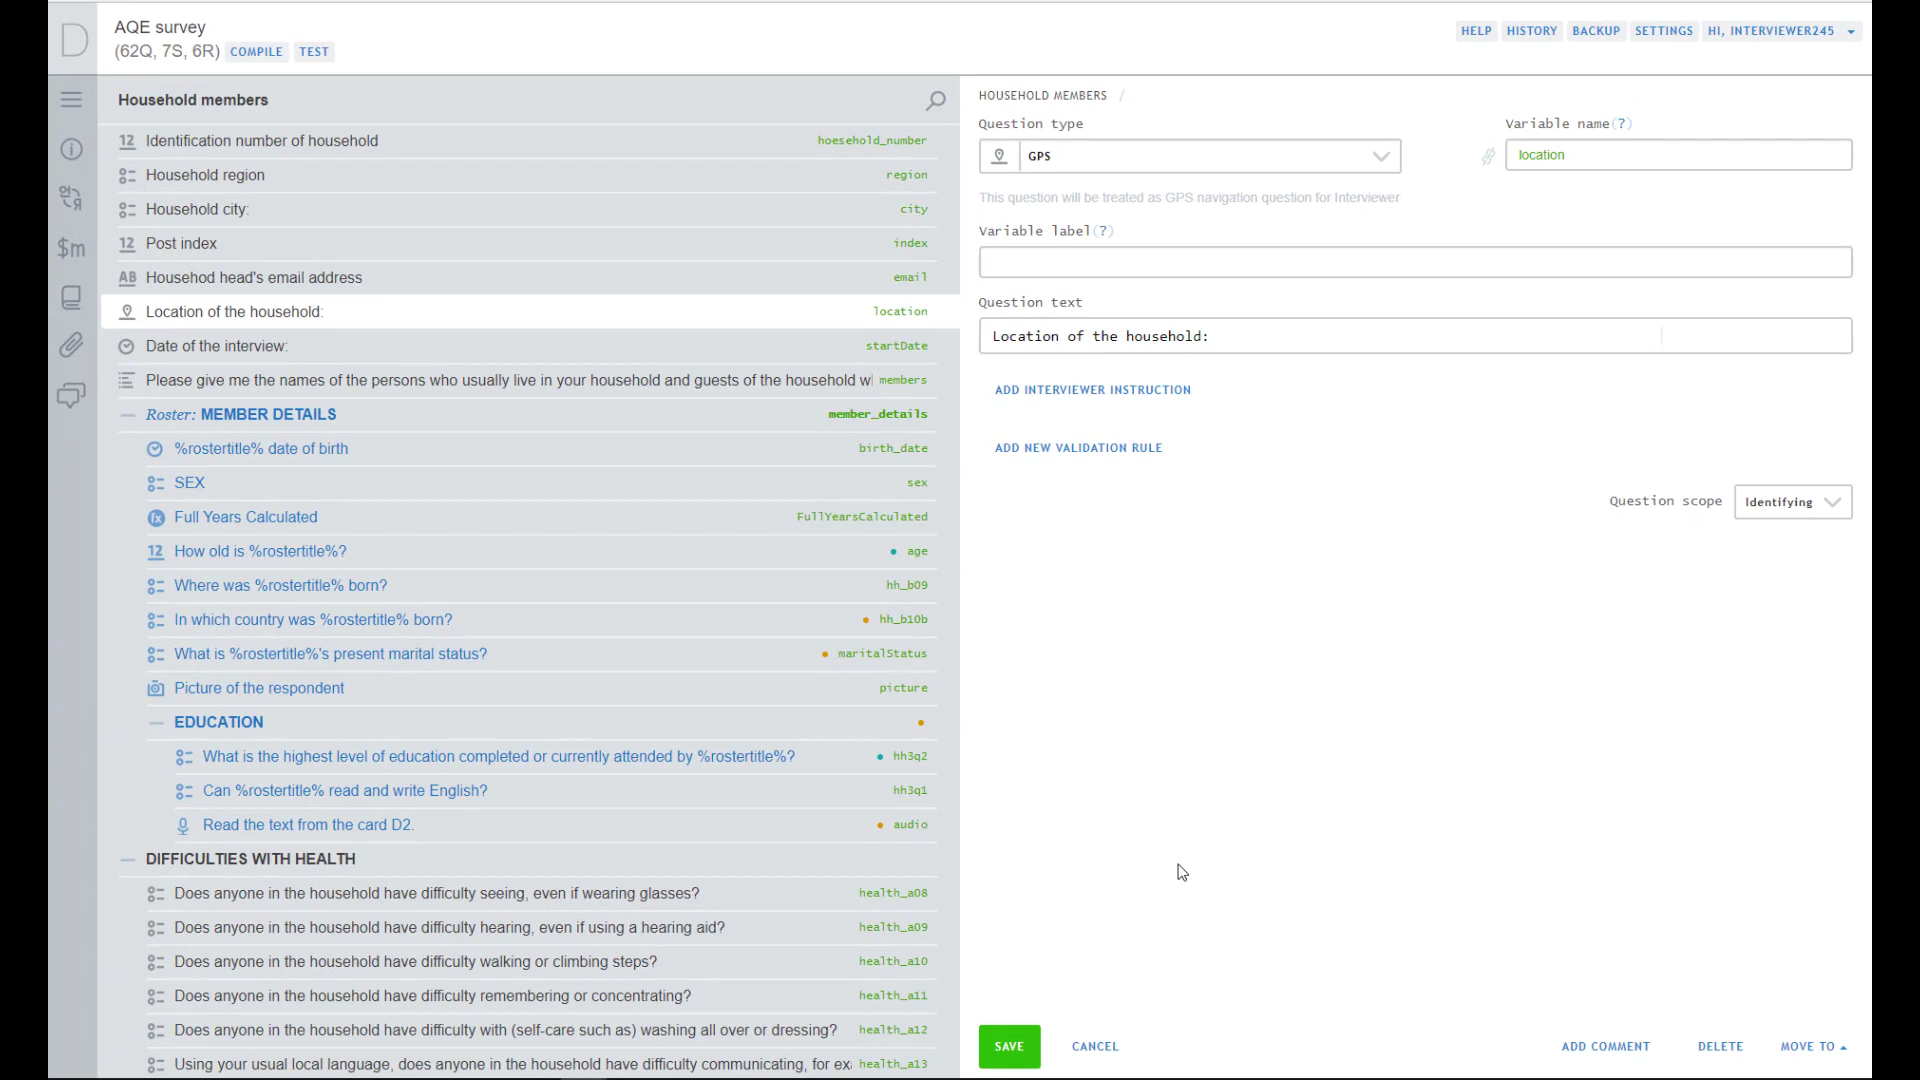 D
AQE survey
(62Q, 7S, 6R) COMPILE TEST
HELP HISTORY BACKUP SETTINGS HI, INTERVIEWER245
Household members
12 Identification number of household hoesehold_number
Household region region
Household city: city
12 Post index index
AB Househod head's email address email
Location of the household: location
Date of the interview: startDate
Please give me the names of the persons who usually live in your household and guests of the household w members
Roster: MEMBER DETAILS member_details
%rostertitle% date of birth birth_date
SEX sex
fx Full Years Calculated FullYearsCalculated
12 How old is %rostertitle%? age
Where was %rostertitle% born? hh_b09
In which country was %rostertitle% born? hh_b10b
What is %rostertitle%'s present marital status? maritalStatus
Picture of the respondent picture
EDUCATION
What is the highest level of education completed or currently attended by %rostertitle%? hh3q2
Can %rostertitle% read and write English? hh3q1
Read the text from the card D2. audio
DIFFICULTIES WITH HEALTH
Does anyone in the household have difficulty seeing, even if wearing glasses? health_a08
Does anyone in the household have difficulty hearing, even if using a hearing aid? health_a09
Does anyone in the household have difficulty walking or climbing steps? health_a10
Does anyone in the household have difficulty remembering or concentrating? health_a11
Does anyone in the household have difficulty with (self-care such as) washing all over or dressing? health_a12
Using your usual local language, does anyone in the household have difficulty communicating, for ex health_a13
$m
HOUSEHOLD MEMBERS /
Question type Variable name(?)
GPS location
This question will be treated as GPS navigation question for Interviewer
Variable label(?)
Question text
Location of the household:
ADD INTERVIEWER INSTRUCTION
ADD NEW VALIDATION RULE
Question scope Identifying
SAVE CANCEL ADD COMMENT DELETE MOVE TO